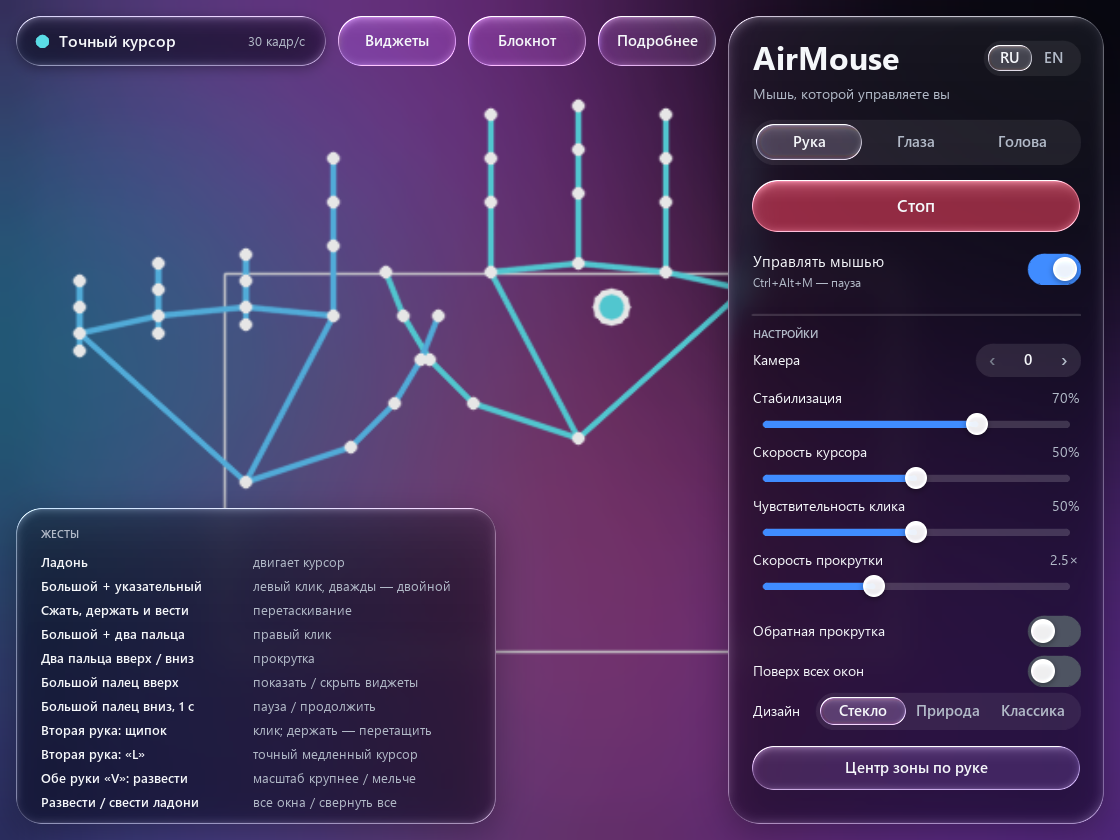 Точный курсор
30 кадр/с
Виджеты
Блокнот
Подробнее
AirMouse
RU
EN
Мышь, которой управляете вы
Рука
Глаза
Голова
Стоп
Управлять мышью
Ctrl+Alt+M — пауза
НАСТРОЙКИ
Камера
‹ 0 ›
Стабилизация 70%
Скорость курсора 50%
Чувствительность клика 50%
Скорость прокрутки 2.5×
Обратная прокрутка
Поверх всех окон
Дизайн Стекло Природа Классика
Центр зоны по руке
ЖЕСТЫ
Ладонь двигает курсор
Большой + указательный левый клик, дважды — двойной
Сжать, держать и вести перетаскивание
Большой + два пальца правый клик
Два пальца вверх / вниз прокрутка
Большой палец вверх показать / скрыть виджеты
Большой палец вниз, 1 с пауза / продолжить
Вторая рука: щипок клик; держать — перетащить
Вторая рука: «L» точный медленный курсор
Обе руки «V»: развести масштаб крупнее / мельче
Развести / свести ладони все окна / свернуть все